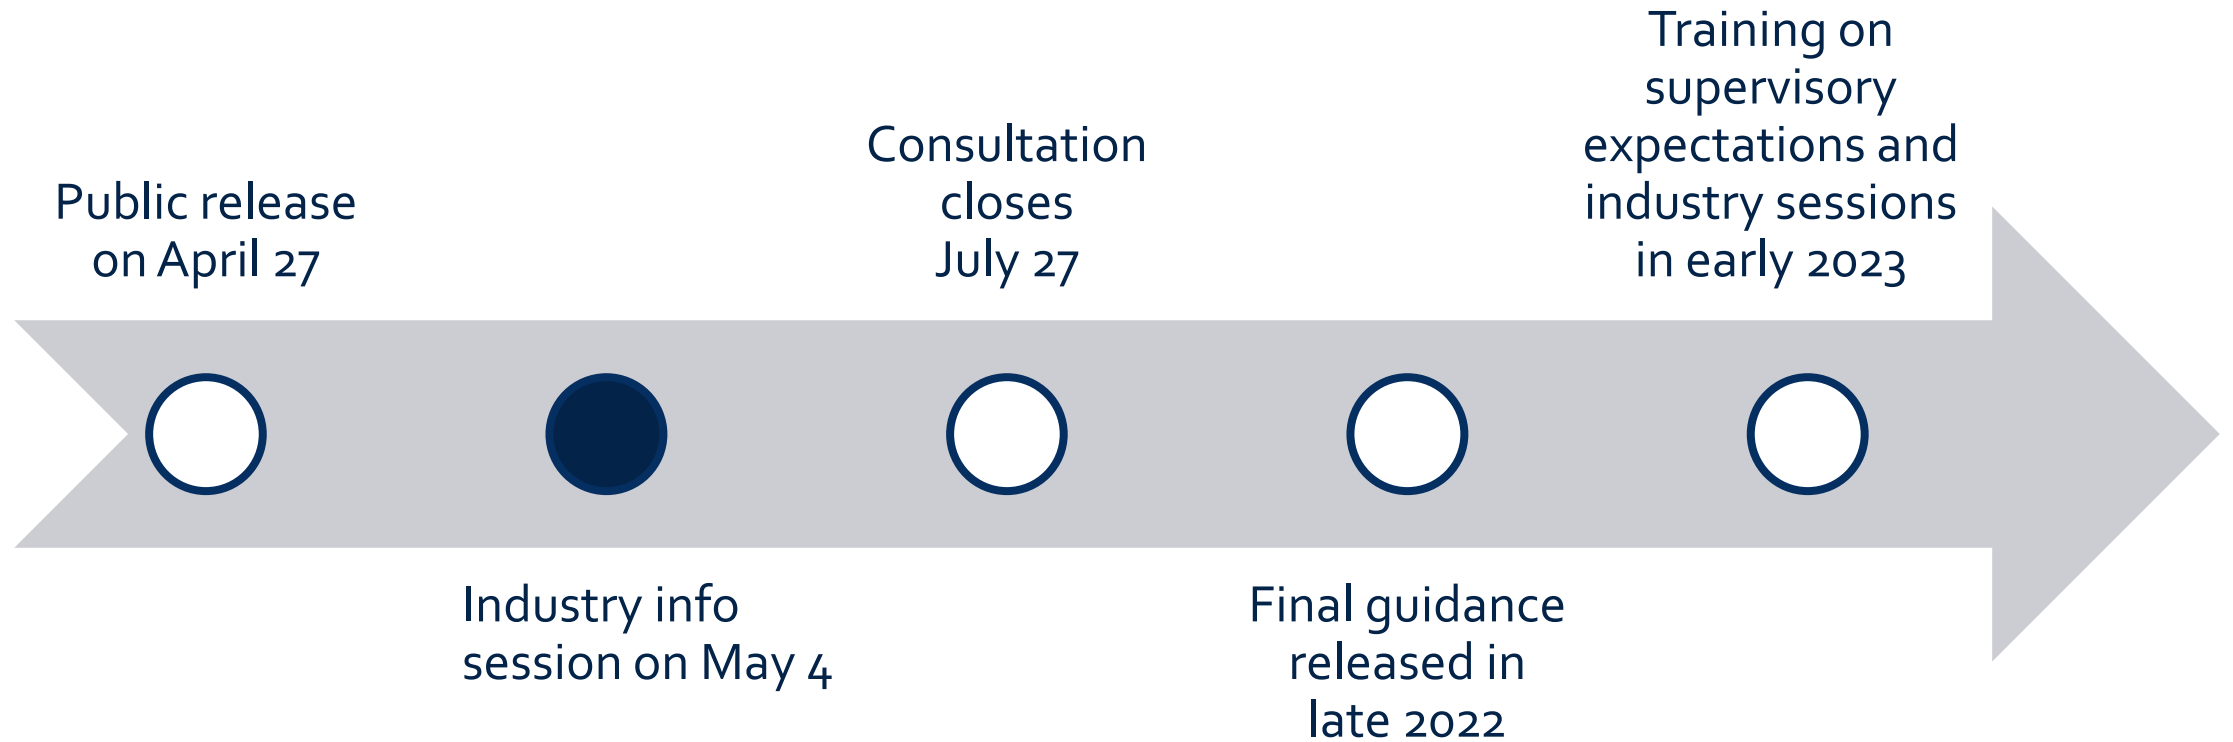 Public release
on April 27
Industry info
session on May 4
Consultation
closes
July 27
Final guidance
released in
late 2022
Training on
supervisory
expectations and
industry sessions
in early 2023